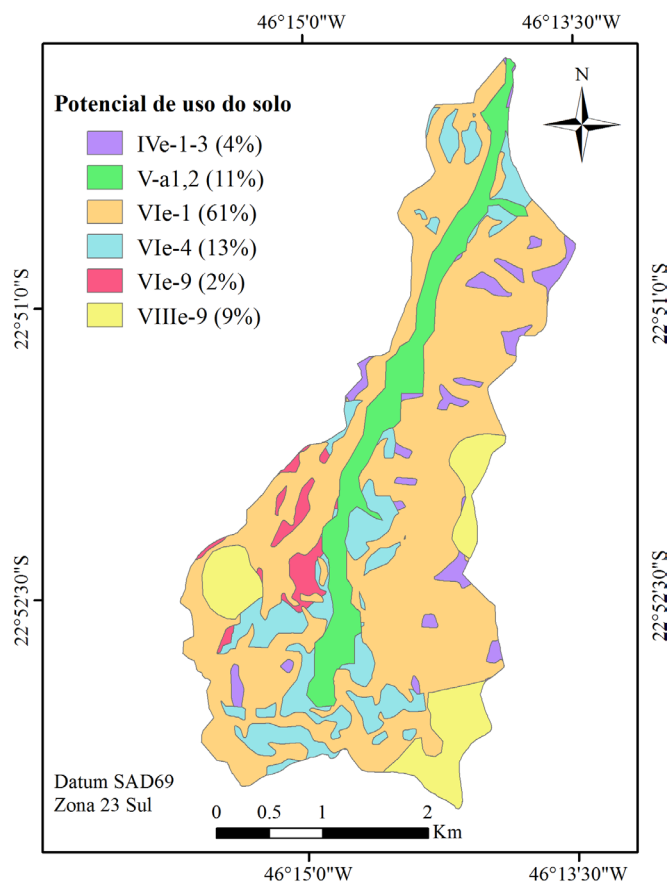 46°15'0"W 46°13'30"W
N
Potencial de uso do solo
IVe-1-3 (4%)
V-a1,2 (11%)
VIe-1 (61%)
VIe-4 (13%)
VIe-9 (2%)
VIIIe-9 (9%)
22°51'0"S 22°51'0"S
22°52'30"S 22°52'30"S
Datum SAD69
Zona 23 Sul
0 0.5 1 2
Km
46°15'0"W 46°13'30"W